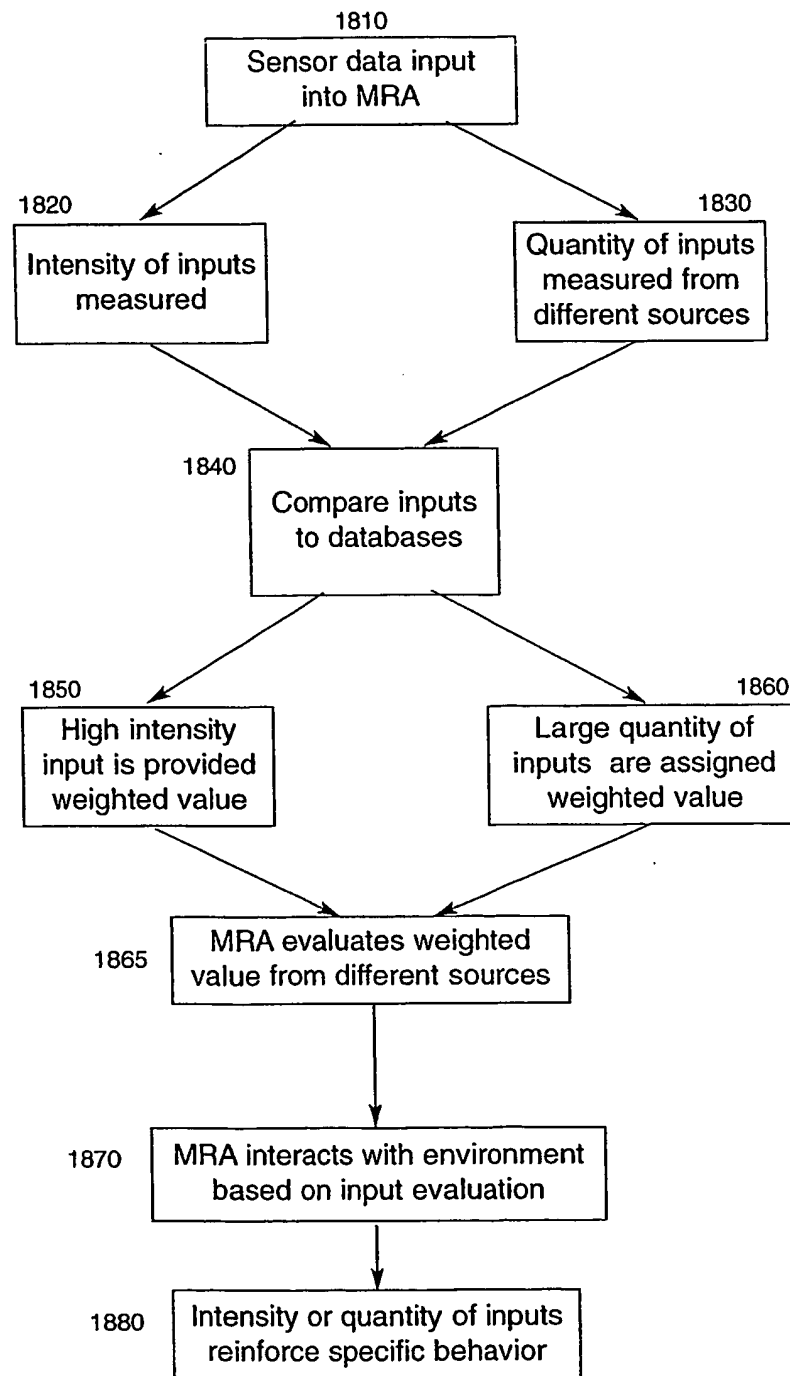 1810
Sensor data input
into MRA
1820
Intensity of inputs
measured
1830
Quantity of inputs
measured from
different sources
1840
Compare inputs
to databases
1850
High intensity
input is provided
weighted value
1860
Large quantity of
inputs are assigned
weighted value
1865
MRA evaluates weighted
value from different sources
1870
MRA interacts with environment
based on input evaluation
1880
Intensity or quantity of inputs
reinforce specific behavior